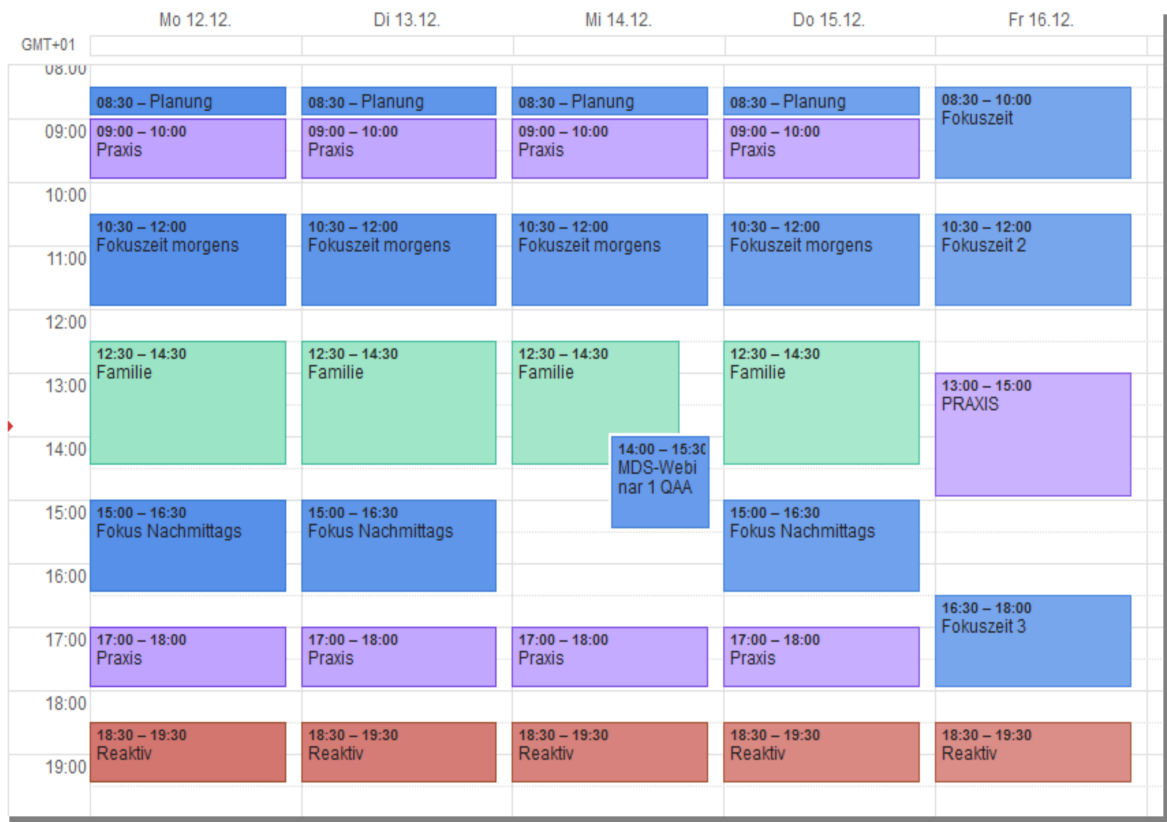 Mo 12.12.
Di 13.12.
Mi 14.12.
Do 15.12.
Fr 16.12.
GMT+01
08:00
08:30 – Planung
08:30 – Planung
08:30 – Planung
08:30 – Planung
08:30 – 10:00
Fokuszeit
09:00
09:00 – 10:00
Praxis
09:00 – 10:00
Praxis
09:00 – 10:00
Praxis
09:00 – 10:00
Praxis
10:00
10:30 – 12:00
Fokuszeit morgens
10:30 – 12:00
Fokuszeit morgens
10:30 – 12:00
Fokuszeit morgens
10:30 – 12:00
Fokuszeit morgens
10:30 – 12:00
Fokuszeit 2
11:00
12:00
12:30 – 14:30
Familie
12:30 – 14:30
Familie
12:30 – 14:30
Familie
12:30 – 14:30
Familie
13:00
13:00 – 15:00
PRAXIS
14:00
14:00 – 15:30
MDS-Webi
nar 1 QAA
15:00
15:00 – 16:30
Fokus Nachmittags
15:00 – 16:30
Fokus Nachmittags
15:00 – 16:30
Fokus Nachmittags
16:00
16:30 – 18:00
Fokuszeit 3
17:00
17:00 – 18:00
Praxis
17:00 – 18:00
Praxis
17:00 – 18:00
Praxis
17:00 – 18:00
Praxis
18:00
18:30 – 19:30
Reaktiv
18:30 – 19:30
Reaktiv
18:30 – 19:30
Reaktiv
18:30 – 19:30
Reaktiv
18:30 – 19:30
Reaktiv
19:00